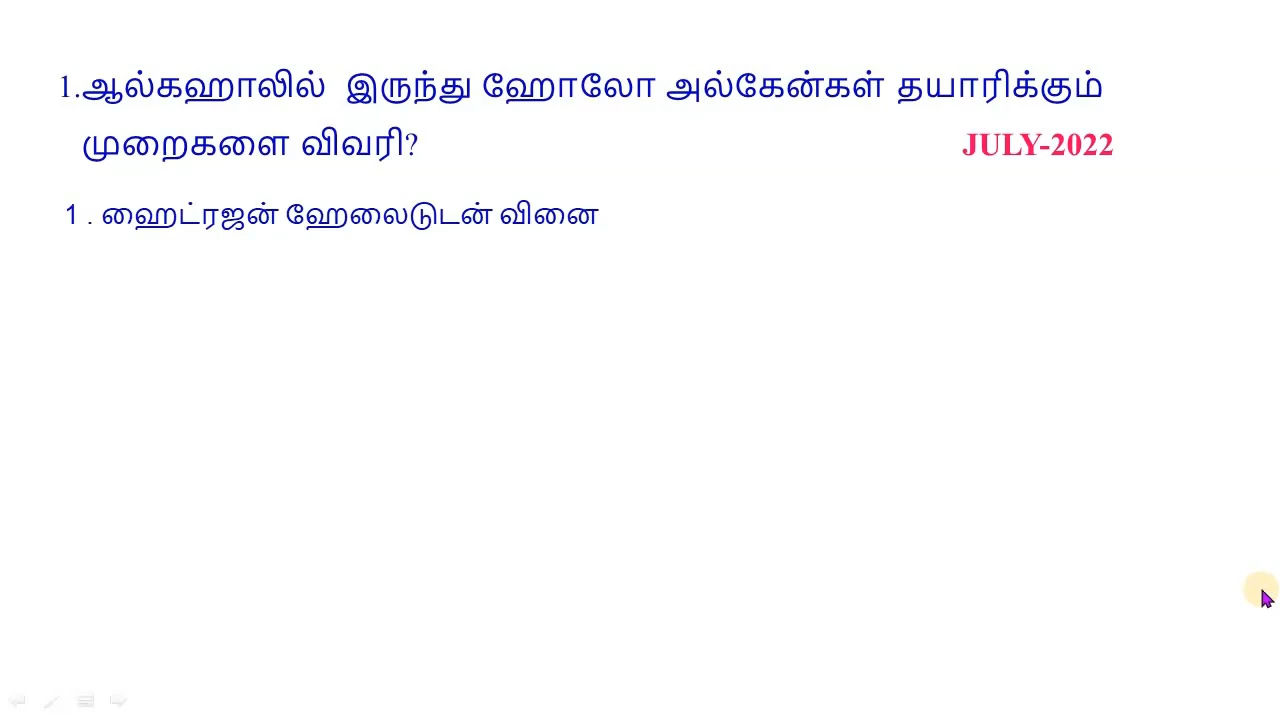 1.ஆல்கஹாலில் இருந்து ஹோலோ அல்கேன்கள் தயாரிக்கும்
முறைகளை விவரி?
JULY-2022
1 . ஹைட்ரஜன் ஹேலைடுடன் வினை